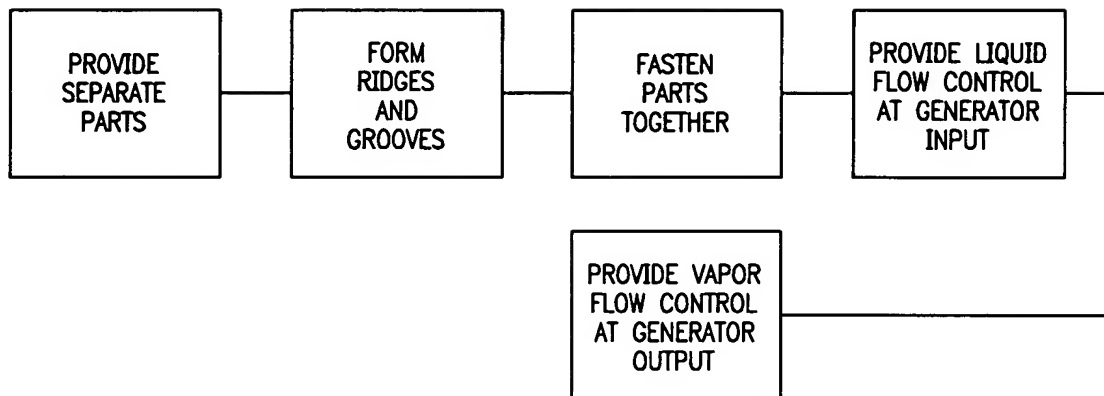 PROVIDE
SEPARATE
PARTS
FORM
RIDGES
AND
GROOVES
FASTEN
PARTS
TOGETHER
PROVIDE LIQUID
FLOW CONTROL
AT GENERATOR
INPUT
PROVIDE VAPOR
FLOW CONTROL
AT GENERATOR
OUTPUT